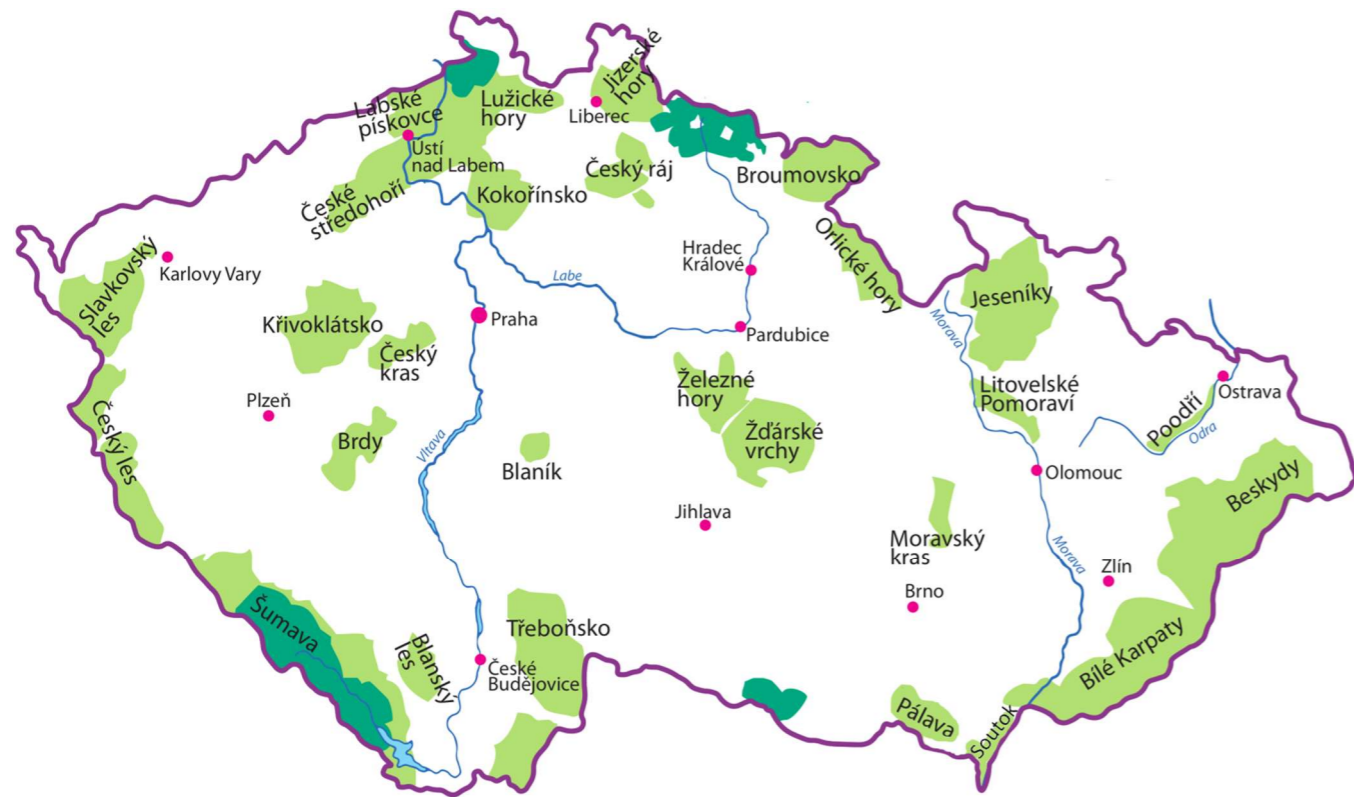 Labské
pískovce
Lužické
hory
Jizerské
hory
Liberec
Ústí
nad Labem
České
středohoří
Kokořínsko
Český ráj
Broumovsko
Slavkovský
les
Karlovy Vary
Hradec
Králové
Orlické hory
Labe
Jeseníky
Křivoklátsko
Praha
Pardubice
Morava
Český
kras
Železné
hory
Litovelské
Pomoraví
Ostrava
Poodří
Odra
Plzeň
Český les
Brdy
Vltava
Blaník
Žďárské
vrchy
Olomouc
Beskydy
Jihlava
Moravský
kras
Morava
Zlín
Brno
Šumava
Blanský
les
Třeboňsko
České
Budějovice
Bílé Karpaty
Pálava
Soutok